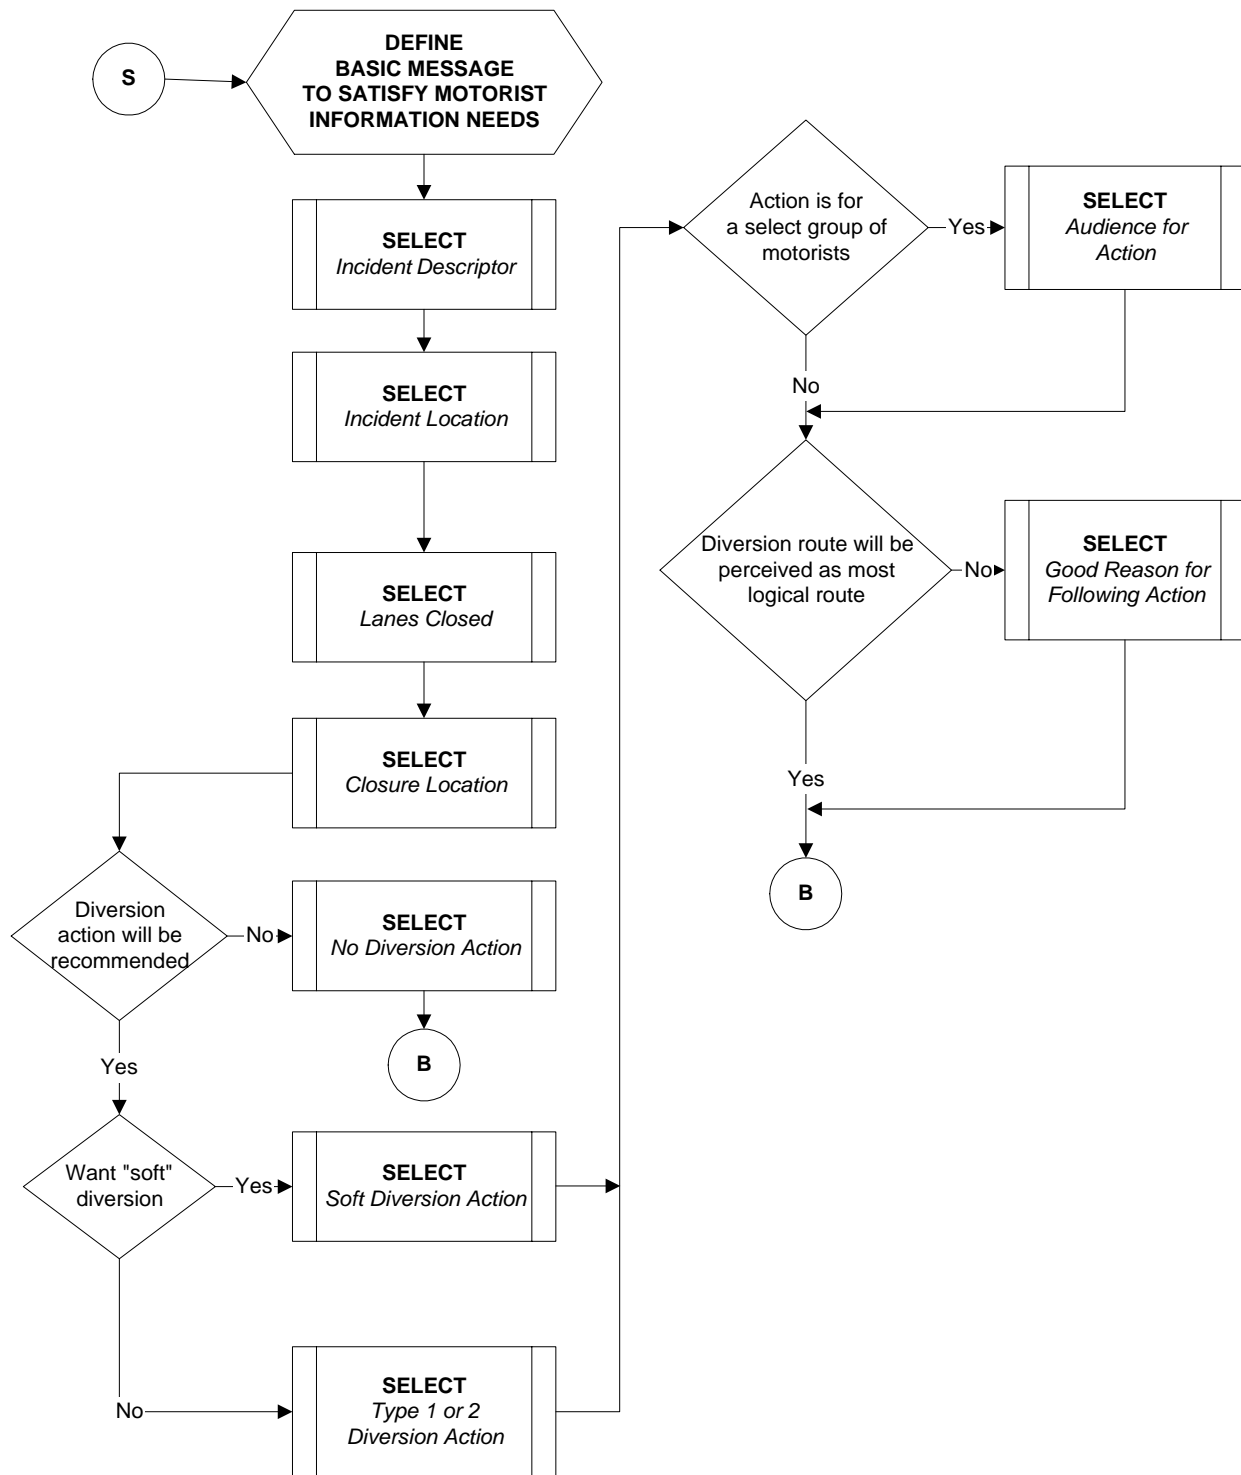 S
DEFINE
BASIC MESSAGE
TO SATISFY MOTORIST
INFORMATION NEEDS
SELECT
Incident Descriptor
SELECT
Incident Location
SELECT
Lanes Closed
SELECT
Closure Location
Diversion
action will be
recommended
No
SELECT
No Diversion Action
B
Yes
Want "soft"
diversion
Yes
SELECT
Soft Diversion Action
No
SELECT
Type 1 or 2
Diversion Action
Action is for
a select group of
motorists
Yes
SELECT
Audience for
Action
No
Diversion route will be
perceived as most
logical route
No
SELECT
Good Reason for
Following Action
Yes
B